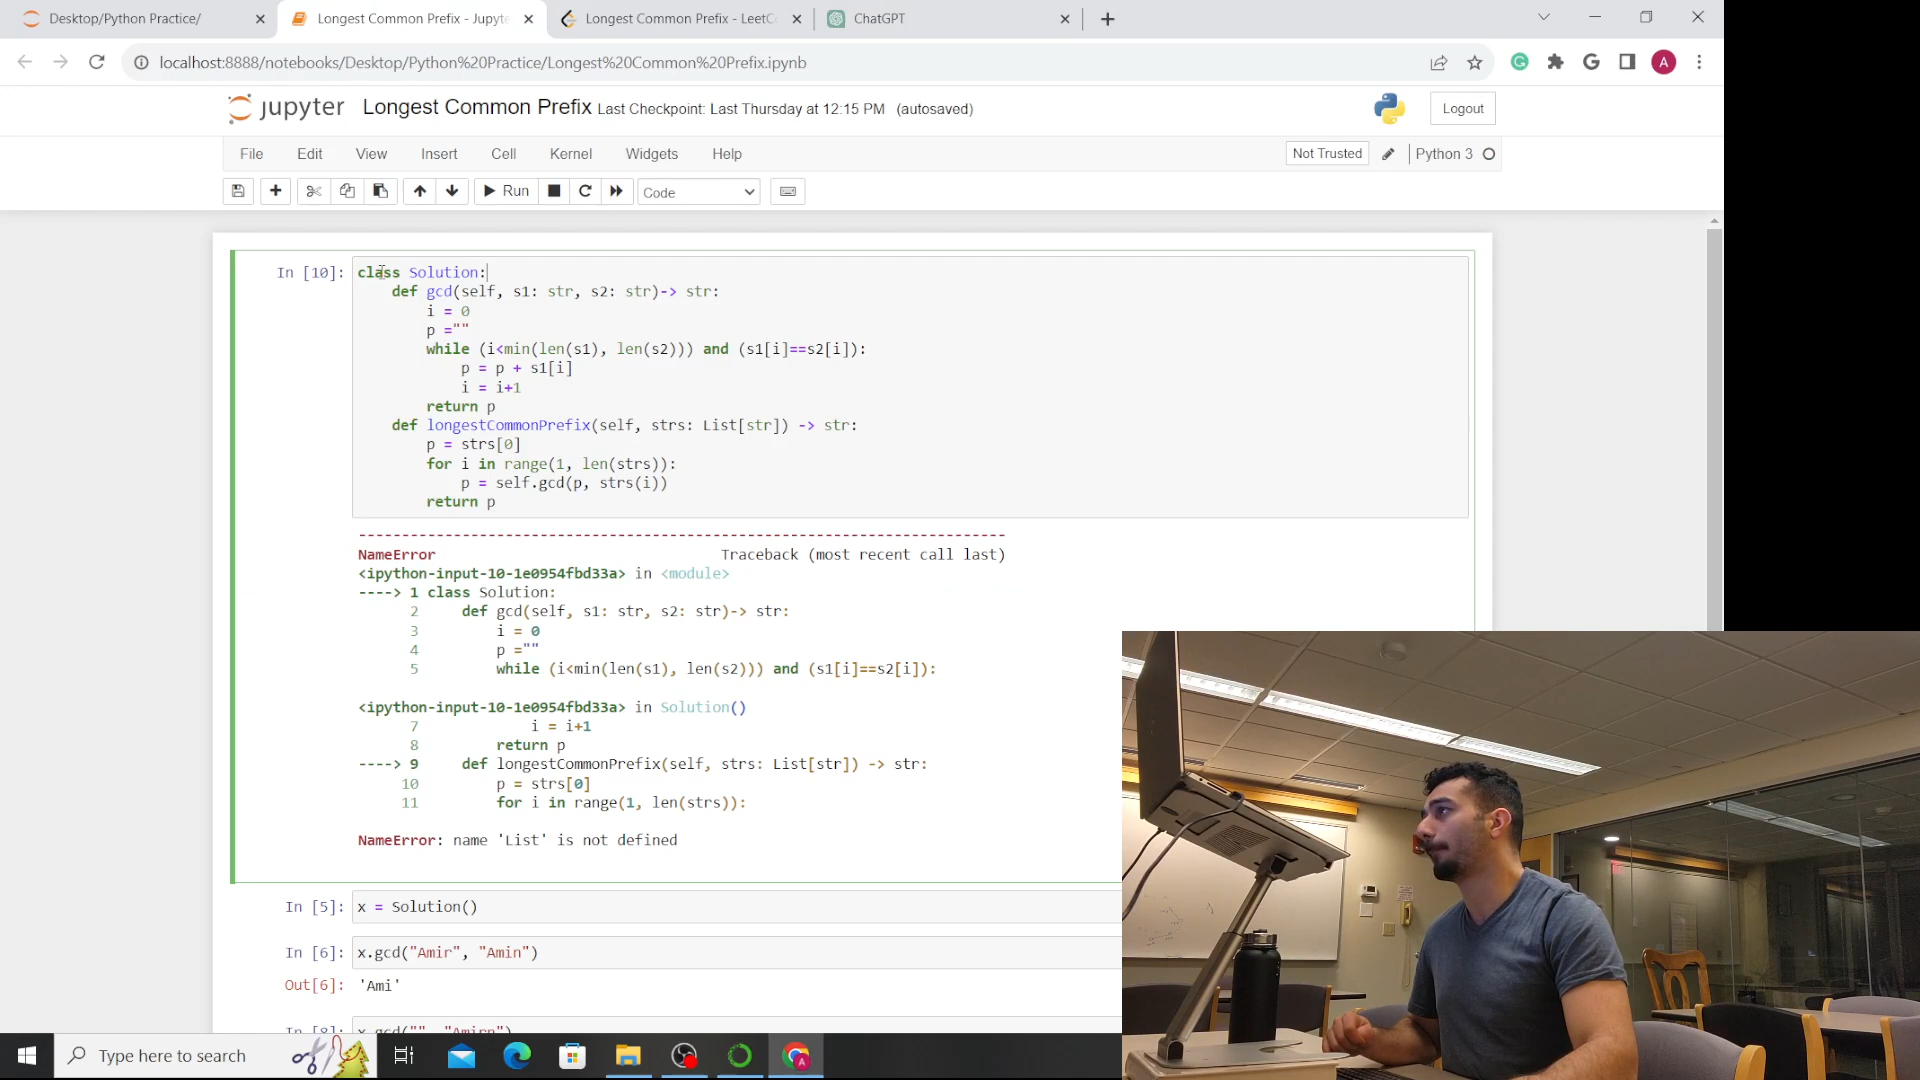 Desktop/Python Practice/
Longest Common Prefix - Jupyte
Longest Common Prefix - LeetC
ChatGPT
localhost:8888/notebooks/Desktop/Python%20Practice/Longest%20Common%20Prefix.ipynb
A
jupyter Longest Common Prefix Last Checkpoint: Last Thursday at 12:15 PM (autosaved)
Logout
File Edit View Insert Cell Kernel Widgets Help
Not Trusted Python 3
Run Code
In [10]: class Solution:
def gcd(self, s1: str, s2: str)-> str:
i = 0
p =""
while (i<min(len(s1), len(s2))) and (s1[i]==s2[i]):
p = p + s1[i]
i = i+1
return p
def longestCommonPrefix(self, strs: List[str]) -> str:
p = strs[0]
for i in range(1, len(strs)):
p = self.gcd(p, strs(i))
return p
---------------------------------------------------------------------------
NameError Traceback (most recent call last)
<ipython-input-10-1e0954fbd33a> in <module>
----> 1 class Solution:
2 def gcd(self, s1: str, s2: str)-> str:
3 i = 0
4 p =""
5 while (i<min(len(s1), len(s2))) and (s1[i]==s2[i]):
<ipython-input-10-1e0954fbd33a> in Solution()
7 i = i+1
8 return p
----> 9 def longestCommonPrefix(self, strs: List[str]) -> str:
10 p = strs[0]
11 for i in range(1, len(strs)):
NameError: name 'List' is not defined
In [5]: x = Solution()
In [6]: x.gcd("Amir", "Amin")
Out[6]: 'Ami'
In [8]: x.gcd("", "Amirn")
Type here to search